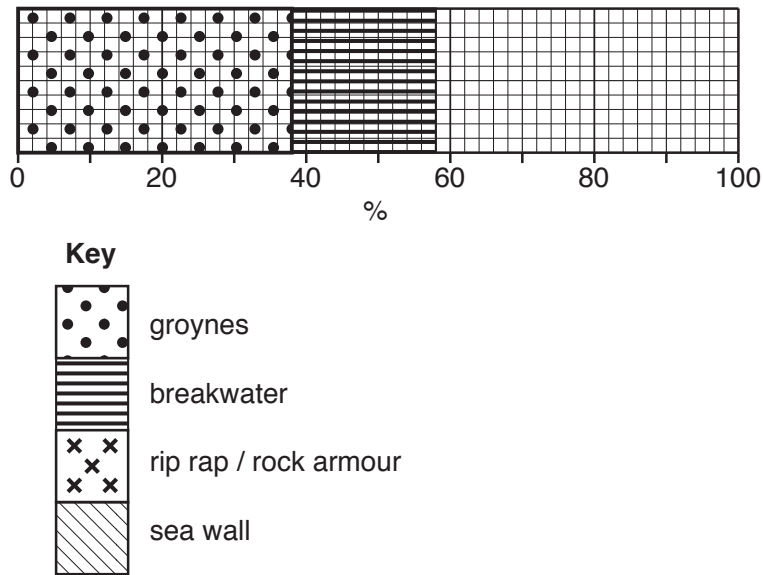 0 20 40 60 80 100
%
Key
groynes
breakwater
rip rap / rock armour
sea wall